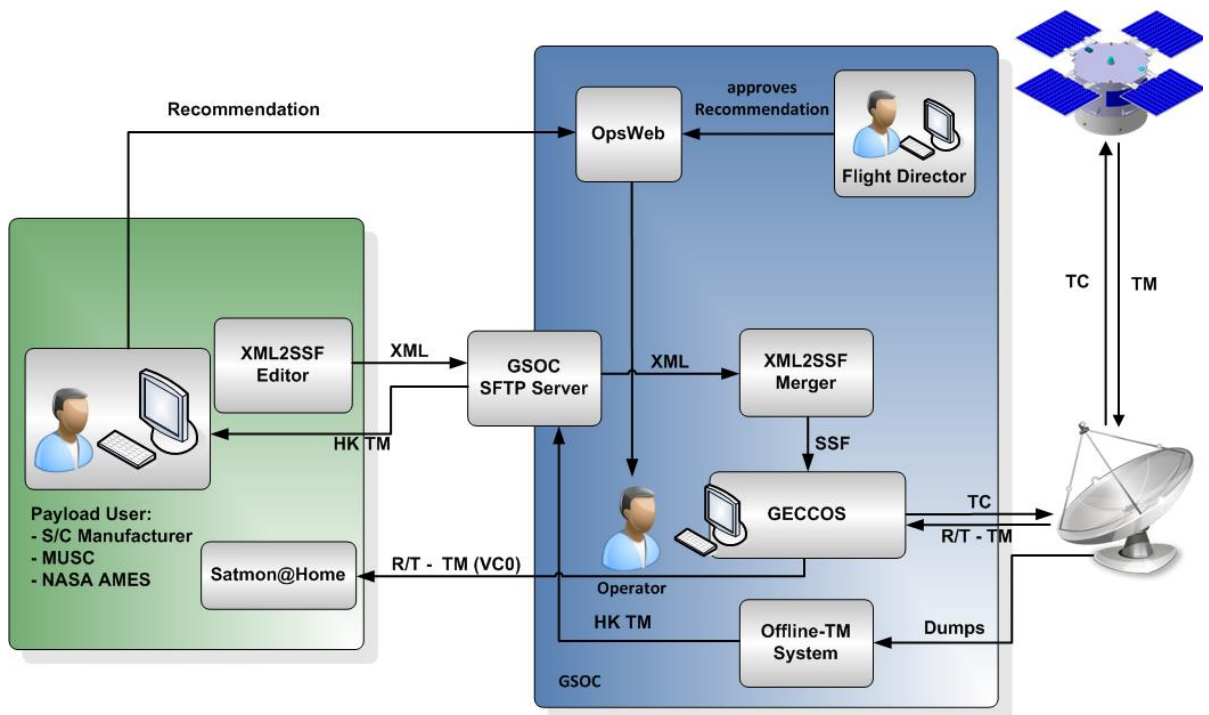 Recommendation
approves
Recommendation
OpsWeb
Flight Director
TC
TM
XML2SSF
Editor
XML
GSOC
SFTP Server
XML
XML2SSF
Merger
HK TM
SSF
Payload User:
- S/C Manufacturer
- MUSC
- NASA AMES
GECCOS
TC
R/T - TM
Satmon@Home
R/T - TM (VC0)
Operator
HK TM
Offline-TM
System
Dumps
GSOC